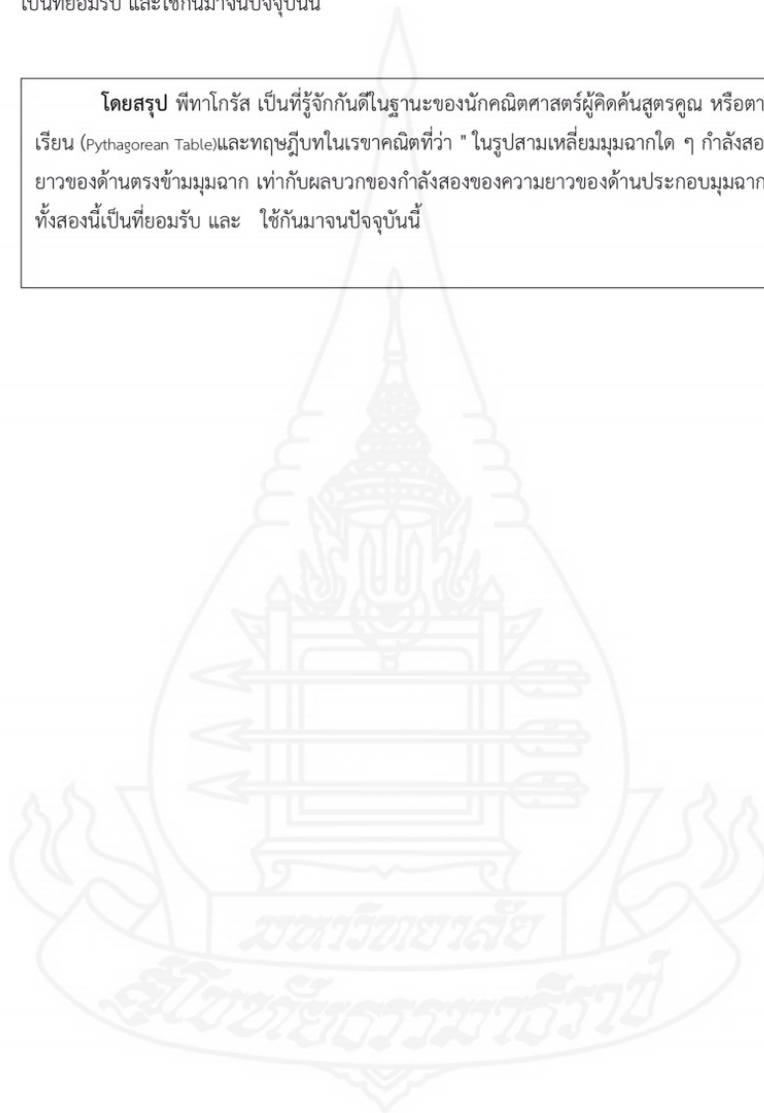 เป็นที่ยอมรับ และใช้กันมาจนปัจจุบันนี้
โดยสรุป พีทาโกรัส เป็นที่รู้จักกันดีในฐานะของนักคณิตศาสตร์ผู้คิดค้นสูตรคูณ หรือตา
เรียน (Pythagorean Table)และทฤษฎีบทในเรขาคณิตที่ว่า " ในรูปสามเหลี่ยมมุมฉากใด ๆ กำลังสอ
ยาวของด้านตรงข้ามมุมฉาก เท่ากับผลบวกของกำลังสองของความยาวของด้านประกอบมุมฉาก
ทั้งสองนี้เป็นที่ยอมรับ และ ใช้กันมาจนปัจจุบันนี้
มหาวิทยาลัย
สุโขทัยธรรมาธิราช